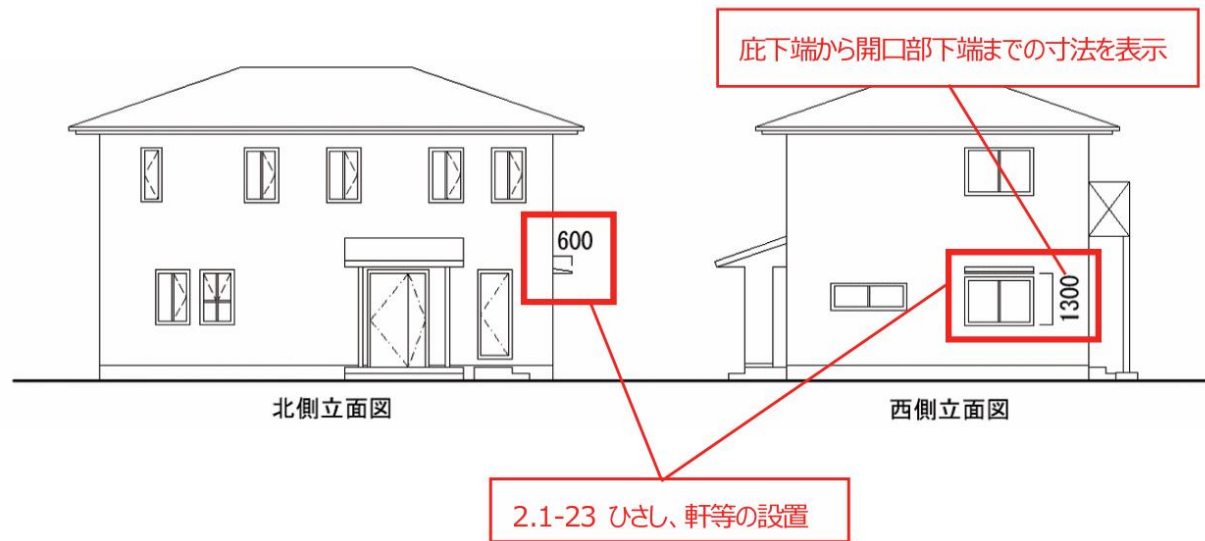 庇下端から開口部下端までの寸法を表示
600
1300
北側立面図
西側立面図
2.1-23 ひさし、軒等の設置